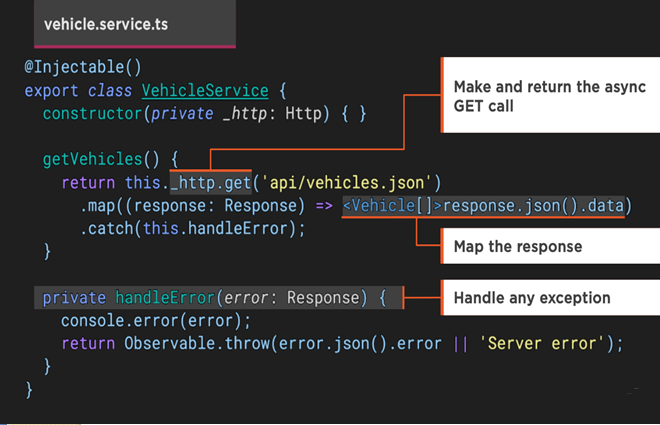 vehicle.service.ts
@Injectable()
export class VehicleService {
constructor(private _http: Http) { }
getVehicles() {
return this._http.get('api/vehicles.json')
.map((response: Response) => <Vehicle[]>response.json().data)
.catch(this.handleError);
}
private handleError(error: Response) {
console.error(error);
return Observable.throw(error.json().error || 'Server error');
}
}
Make and return the async
GET call
Map the response
Handle any exception